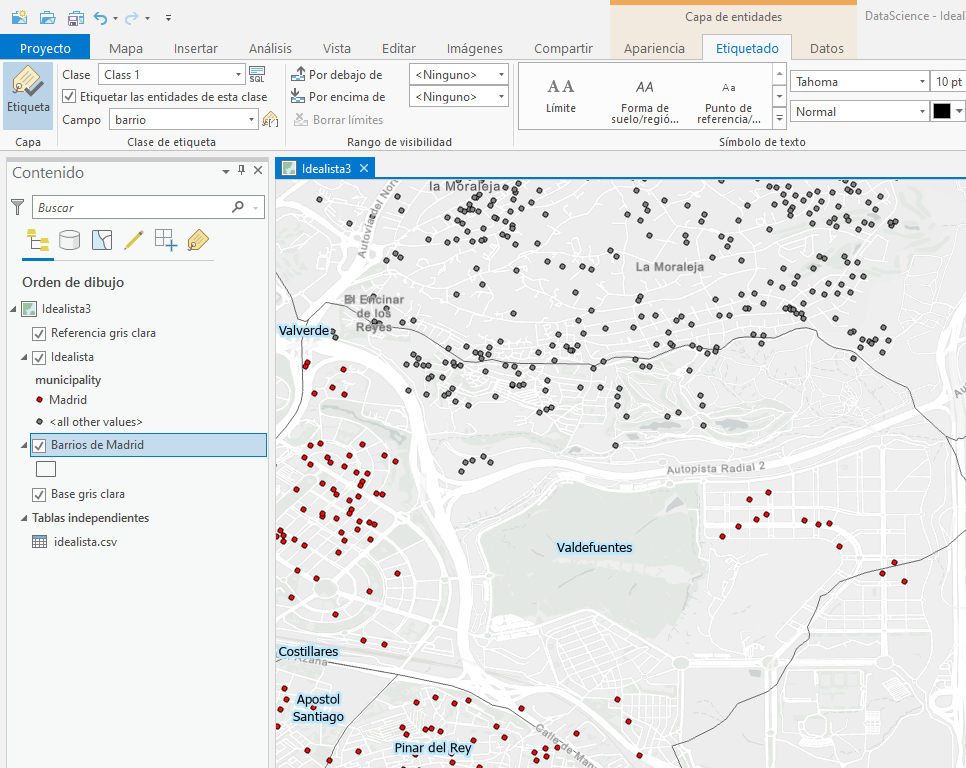 Capa de entidades
DataScience - Ideal
Proyecto Mapa Insertar Análisis Vista Editar Imágenes Compartir Apariencia Etiquetado Datos
Etiqueta
Capa
Clase Class 1 SQL
Etiquetar las entidades de esta clase
Campo barrio
Clase de etiqueta
Por debajo de <Ninguno>
Por encima de <Ninguno>
Borrar límites
Rango de visibilidad
AA AA Aa
Límite
Forma de
suelo/regió...
Punto de
referencia/...
Tahoma 10 pt
Normal
Símbolo de texto
Contenido
Buscar
Orden de dibujo
Idealista3
Referencia gris clara
Idealista
municipality
Madrid
<all other values>
Barrios de Madrid
Base gris clara
Tablas independientes
idealista.csv
Idealista3
la Moraleja
Autovía del Nor
La Moraleja
El Encinar
de los
Reyes
Valverde
Autopista Radial 2
Valdefuentes
Costillares
Apostol
Santiago
Pinar del Rey
Calle de Man